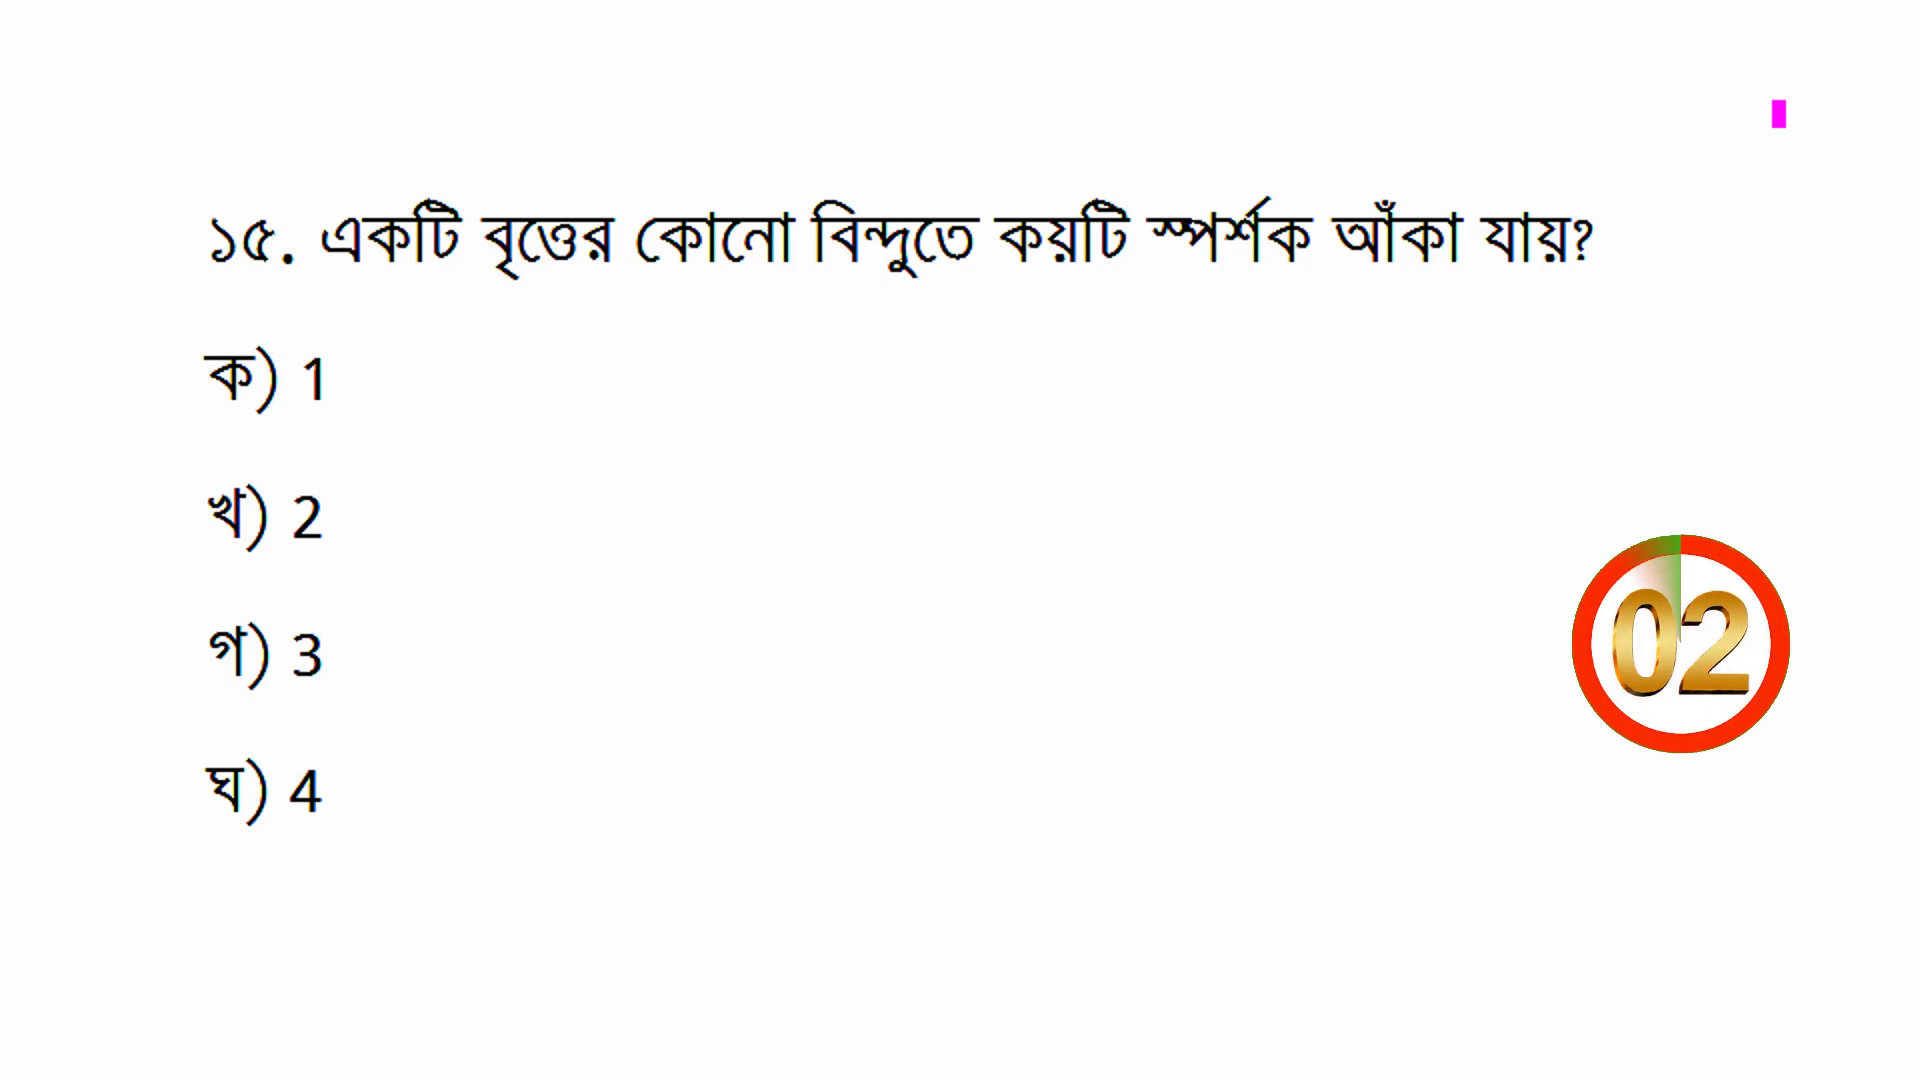 ১৫. একটি বৃত্তের কোনো বিন্দুতে কয়টি স্পর্শক আঁকা যায়?
ক) 1
খ) 2
গ) 3
ঘ) 4
02